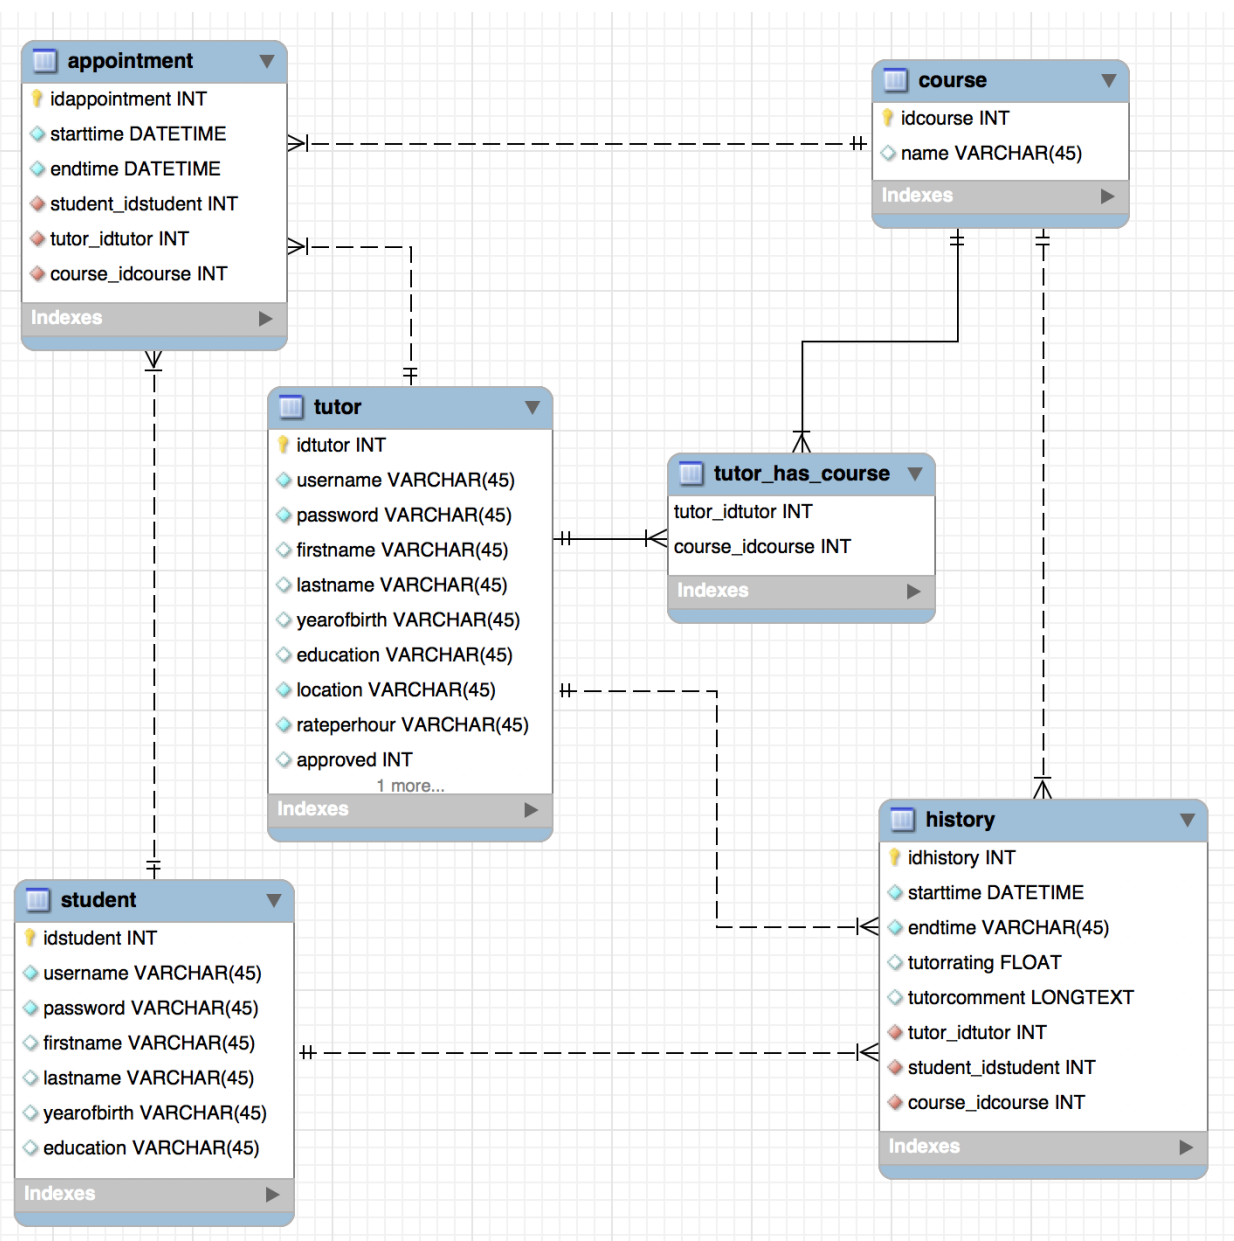 appointment
idappointment INT
starttime DATETIME
endtime DATETIME
student_idstudent INT
tutor_idtutor INT
course_idcourse INT
Indexes
course
idcourse INT
name VARCHAR(45)
Indexes
tutor
idtutor INT
username VARCHAR(45)
password VARCHAR(45)
firstname VARCHAR(45)
lastname VARCHAR(45)
yearofbirth VARCHAR(45)
education VARCHAR(45)
location VARCHAR(45)
rateperhour VARCHAR(45)
approved INT
1 more...
Indexes
tutor_has_course
tutor_idtutor INT
course_idcourse INT
Indexes
student
idstudent INT
username VARCHAR(45)
password VARCHAR(45)
firstname VARCHAR(45)
lastname VARCHAR(45)
yearofbirth VARCHAR(45)
education VARCHAR(45)
Indexes
history
idhistory INT
starttime DATETIME
endtime VARCHAR(45)
tutorrating FLOAT
tutorcomment LONGTEXT
tutor_idtutor INT
student_idstudent INT
course_idcourse INT
Indexes